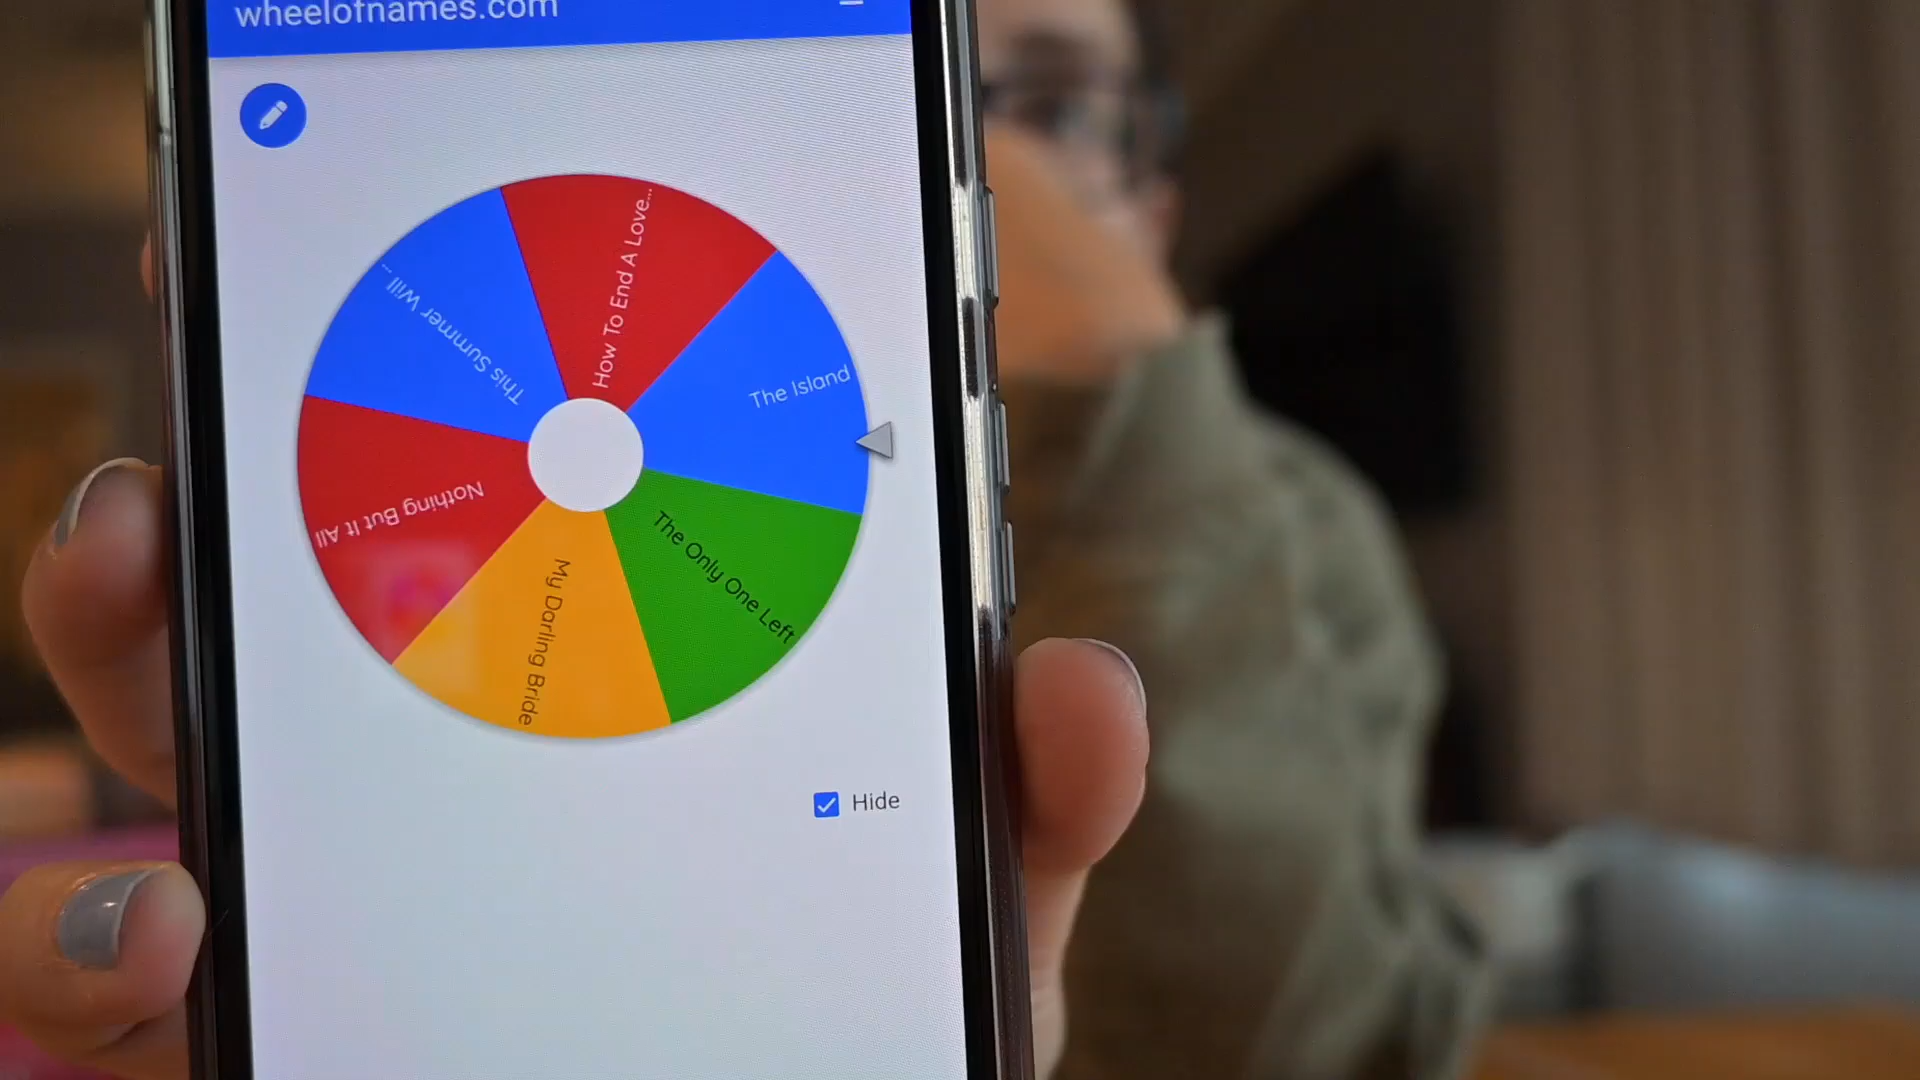 wheelofnames.com
How To End A Love...
The Island
This Summer Will ...
Nothing But It All
The Only One Left
My Darling Bride
Hide